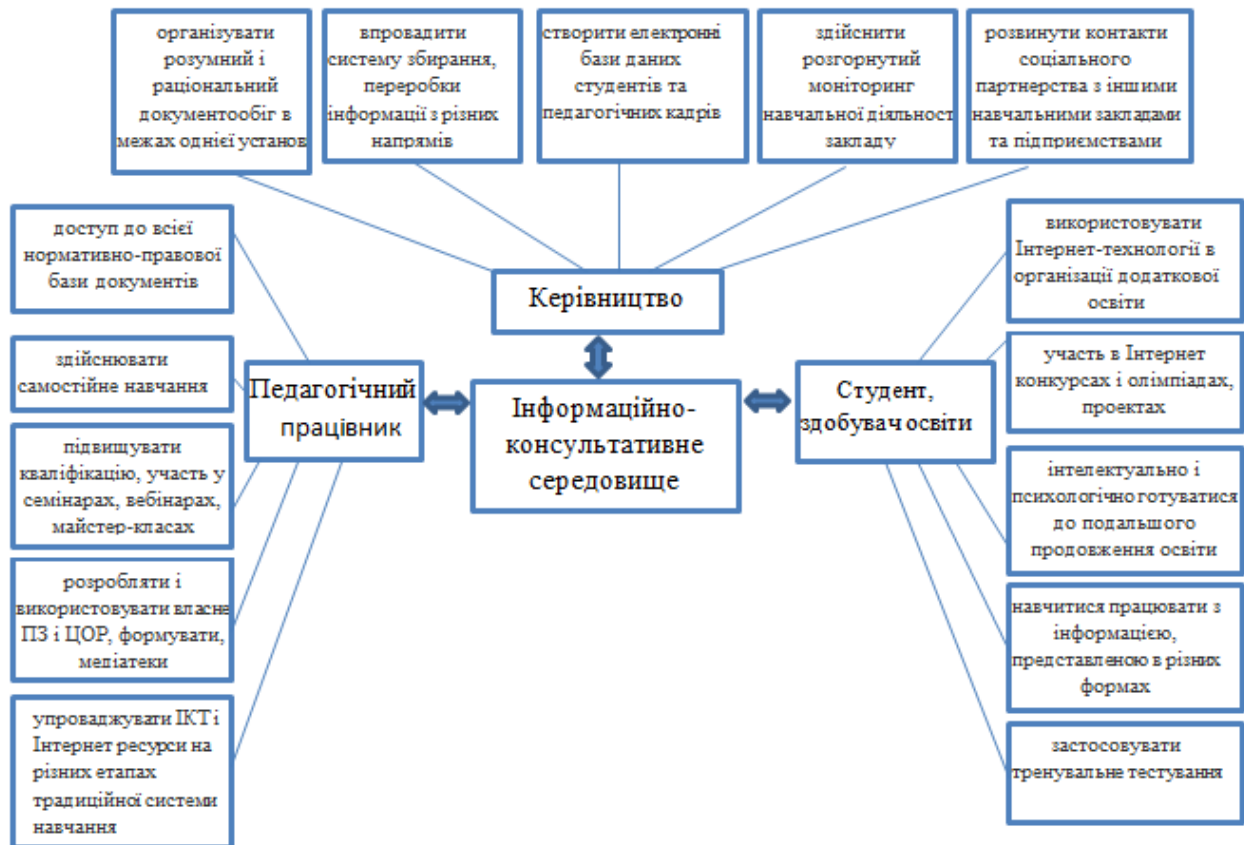 організувати
розумний і
раціональний
документообіг в
межах однієї установ
впровадити
систему збирання,
переробки
інформації з різних
напрямів
створити електронні
бази даних
студентів та
педагогічних кадрів
здійснити
розгорнутий
моніторинг
навчальної діяльност
закладу
розвинути контакти
соціального
партнерства з іншими
навчальними закладами
та підприємствами
Керівництво
доступ до всієї
нормативно-правової
бази документів
здійснювати
самостійне навчання
підвищувати
кваліфікацію, участь у
семінарах, вебінарах,
майстер-класах
розробляти і
використовувати власне
ПЗ і ЦОР, формувати,
медіатеки
упроваджувати ІКТ і
Інтернет ресурси на
різних етапах
традиційної системи
навчання
Педагогічний
працівник
Інформаційно-
консультативне
середовище
Студент,
здобувач освіти
використовувати
Інтернет-технології в
організації додаткової
освіти
участь в Інтернет
конкурсах і олімпіадах,
проектах
інтелектуально і
психологічно готуватися
до подальшого
продовження освіти
навчитися працювати з
інформацією,
представленою в різних
формах
застосовувати
тренувальне тестування